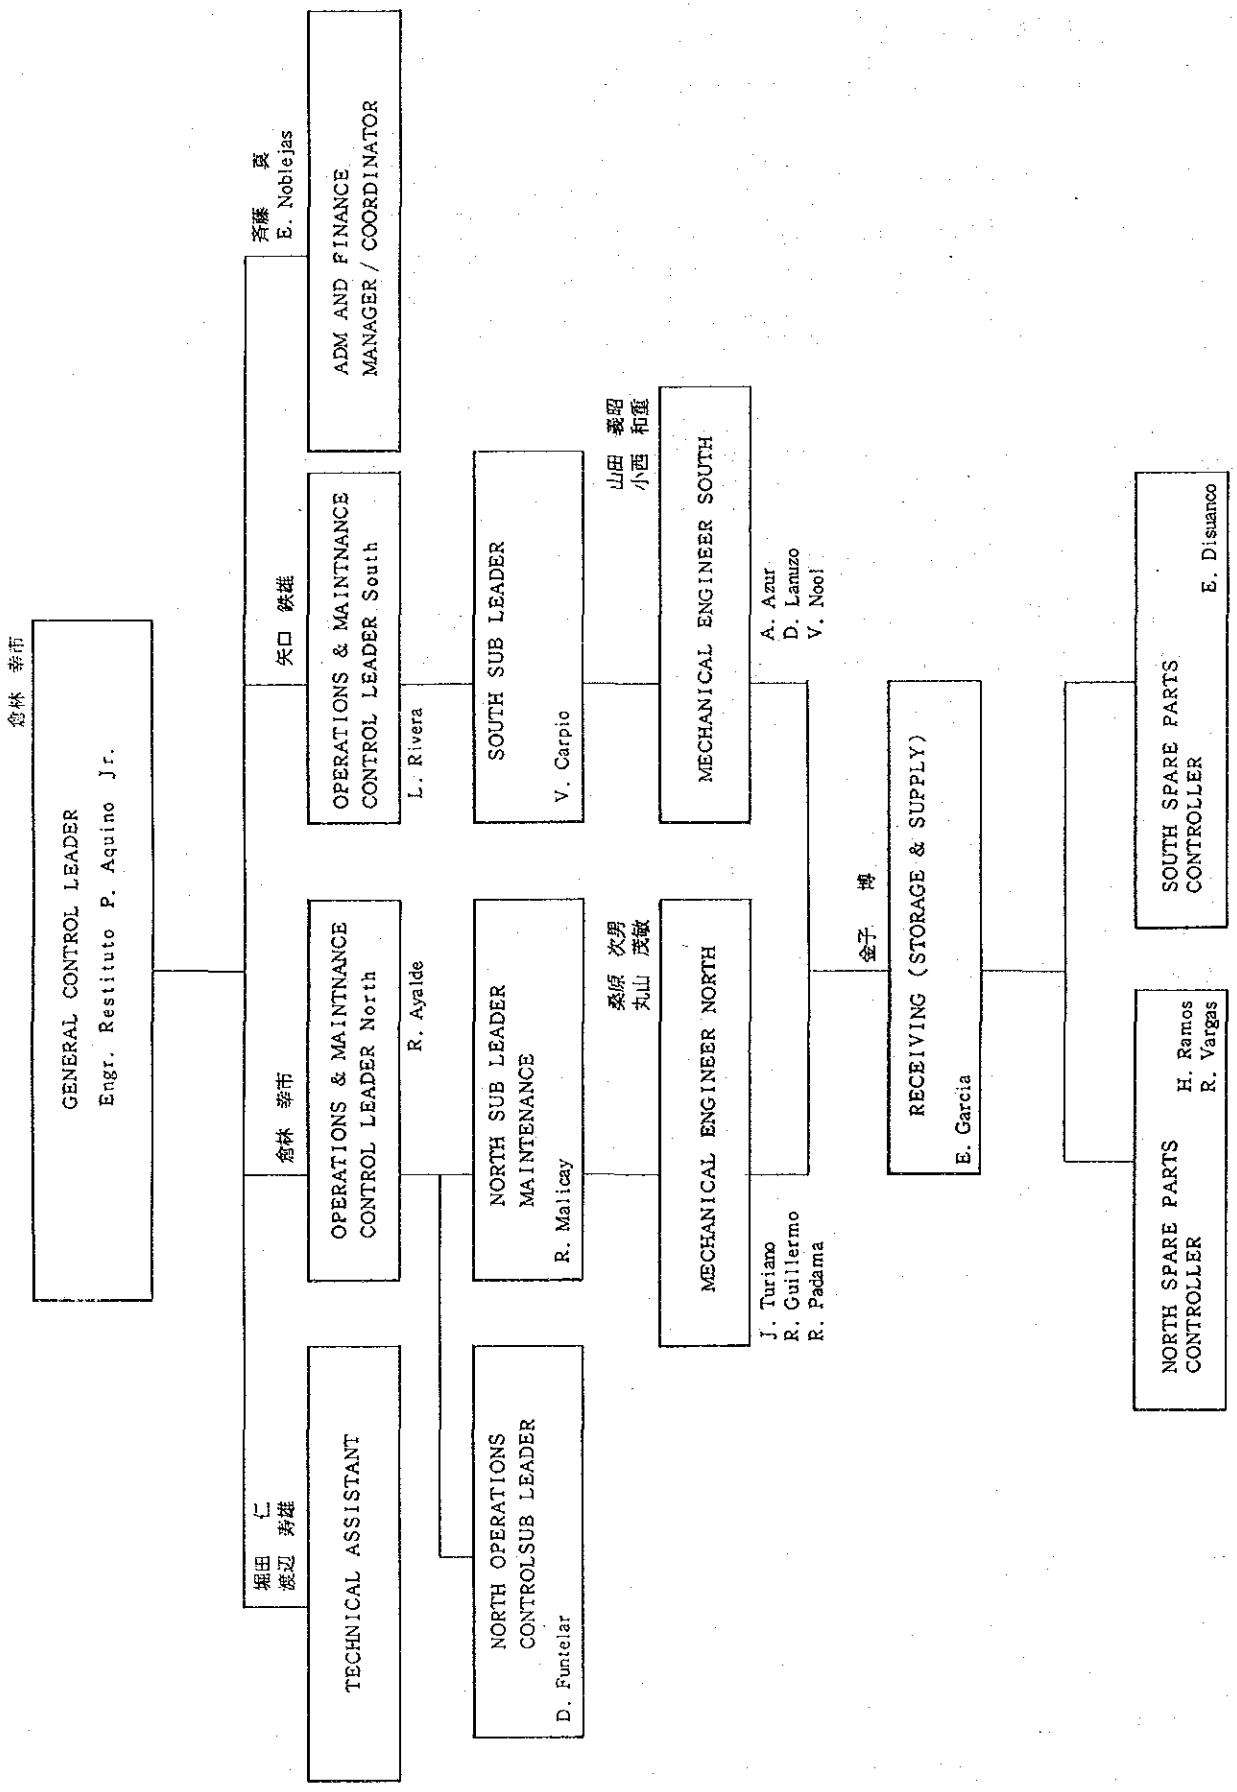 倉林 幸市
GENERAL CONTROL LEADER
Engr. Restituto P. Aquino Jr.
堀田 仁
渡辺 寿雄
TECHNICAL ASSISTANT
倉林 幸市
OPERATIONS & MAINTNANCE
CONTROL LEADER North
R. Ayalde
矢口 鉄雄
OPERATIONS & MAINTNANCE
CONTROL LEADER South
L. Rivera
斉藤 真
E. Noblejas
ADM AND FINANCE
MANAGER / COORDINATOR
NORTH OPERATIONS
CONTROLSUB LEADER
D. Funtelar
NORTH SUB LEADER
MAINTENANCE
R. Malicay
SOUTH SUB LEADER
V. Carpio
桑原 次男
丸山 茂敏
MECHANICAL ENGINEER NORTH
J. Turiano
R. Guillermo
R. Padama
山田 義昭
小西 和重
MECHANICAL ENGINEER SOUTH
A. Azur
D. Lanuzo
V. Nool
金子 博
RECEIVING (STORAGE & SUPPLY)
E. Garcia
NORTH SPARE PARTS
CONTROLLER
H. Ramos
R. Vargas
SOUTH SPARE PARTS
CONTROLLER
E. Disuanco